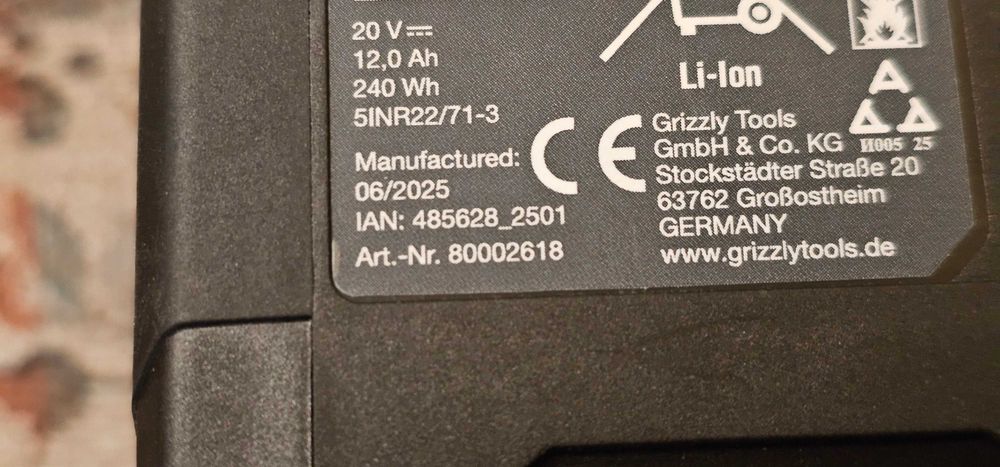 20 V
12,0 Ah
240 Wh
5INR22/71-3
Manufactured:
06/2025
IAN: 485628_2501
Art.-Nr. 80002618
Li-Ion
CE
Grizzly Tools
GmbH & Co. KG
Stockstädter Straße 20
63762 Großostheim
GERMANY
www.grizzlytools.de
И005 25